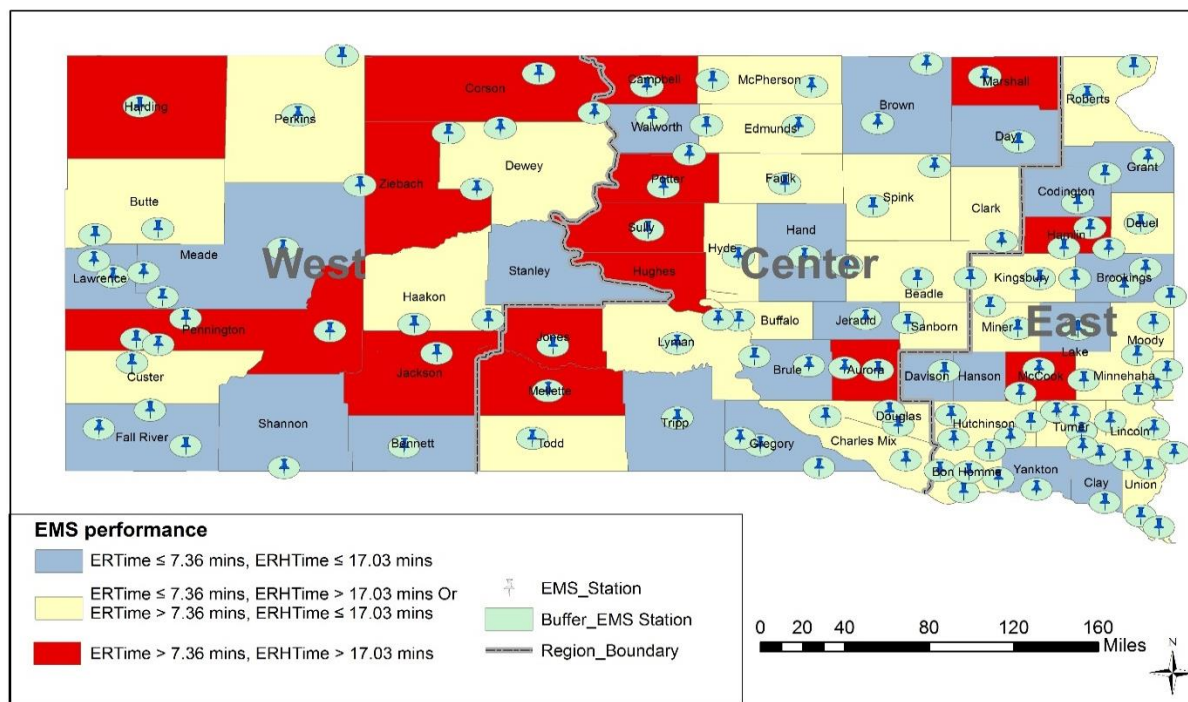 Campbell
McPherson
Marshall
Harding
Corson
Roberts
Perkins
Brown
Walworth
Edmunds
Day
Dewey
Grant
Ziebach
Potter
Faulk
Codington
Butte
Spink
Clark
Sully
Hamlin
Deuel
Hand
Meade
West
Stanley
Hyde
Center
Lawrence
Hughes
Kingsbury
Brookings
Haakon
Beadle
Pennington
Buffalo
Jerauld
Sanborn
Miner
East
Jones
Lyman
Moody
Lake
Jackson
Brule
Aurora
Davison
Hanson
McCook
Minnehaha
Custer
Mellette
Shannon
Tripp
Douglas
Hutchinson
Turner
Lincoln
Fall River
Bennett
Todd
Gregory
Charles Mix
Bon Homme
Yankton
Clay
Union
EMS performance
ERTime ≤ 7.36 mins, ERHTime ≤ 17.03 mins
ERTime ≤ 7.36 mins, ERHTime > 17.03 mins Or
ERTime > 7.36 mins, ERHTime ≤ 17.03 mins
ERTime > 7.36 mins, ERHTime > 17.03 mins
EMS_Station
Buffer_EMS Station
Region_Boundary
0 20 40 80 120 160
Miles
N